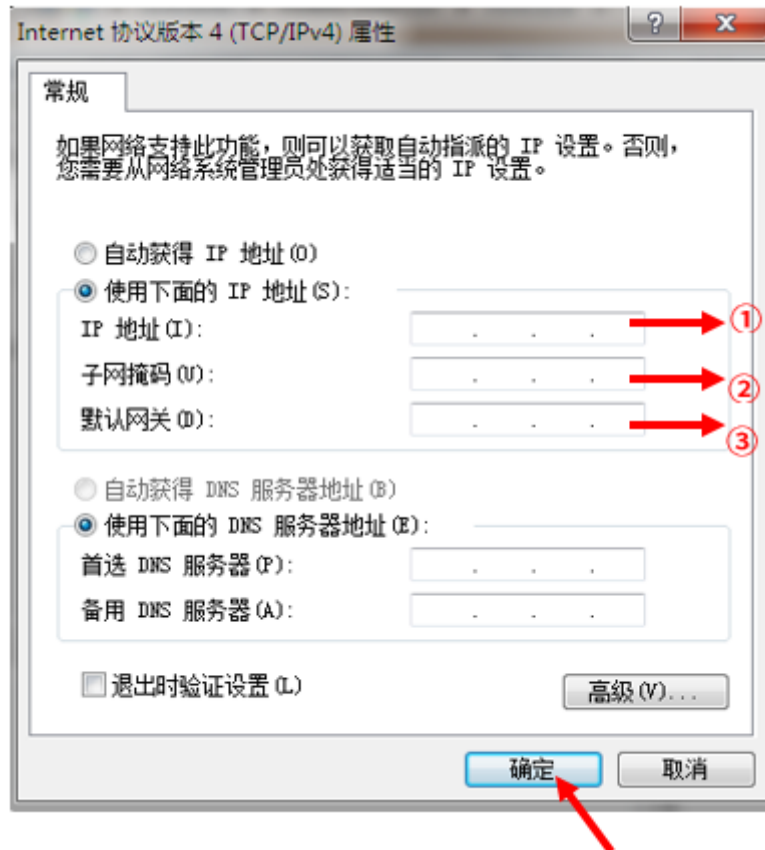 Internet 协议版本 4 (TCP/IPv4) 属性
?
X
常规
如果网络支持此功能，则可以获取自动指派的 IP 设置。否则，
您需要从网络系统管理员处获得适当的 IP 设置。
自动获得 IP 地址(O)
使用下面的 IP 地址(S):
IP 地址(I):
①
子网掩码(U):
②
默认网关(D):
③
自动获得 DNS 服务器地址(B)
使用下面的 DNS 服务器地址(E):
首选 DNS 服务器(P):
备用 DNS 服务器(A):
退出时验证设置(L)
高级(V)...
确定
取消